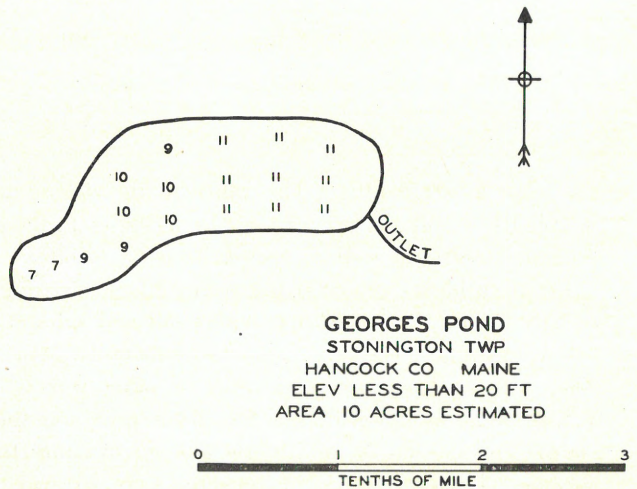 9 11 11 11
10 10 11 11 11
10 10 11 11 11
7 7 9 9
OUTLET
GEORGES POND
STONINGTON TWP
HANCOCK CO MAINE
ELEV LESS THAN 20 FT
AREA 10 ACRES ESTIMATED
0 1 2 3
TENTHS OF MILE